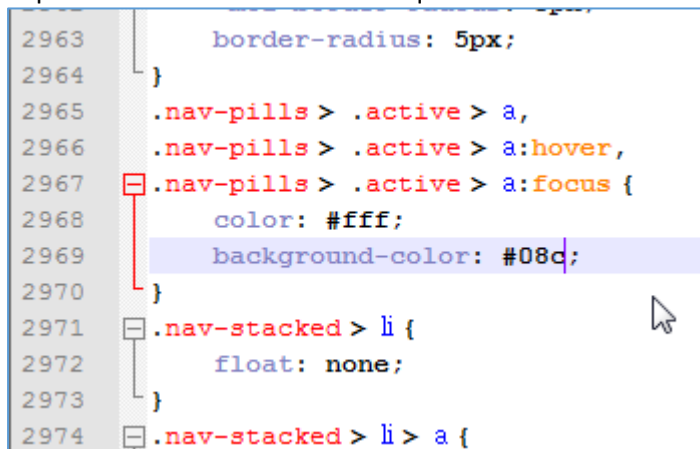 2963 border-radius: 5px;
2964 }
2965 .nav-pills > .active > a,
2966 .nav-pills > .active > a:hover,
2967 .nav-pills > .active > a:focus {
2968 color: #fff;
2969 background-color: #08c;
2970 }
2971 .nav-stacked > li {
2972 float: none;
2973 }
2974 .nav-stacked > li > a {